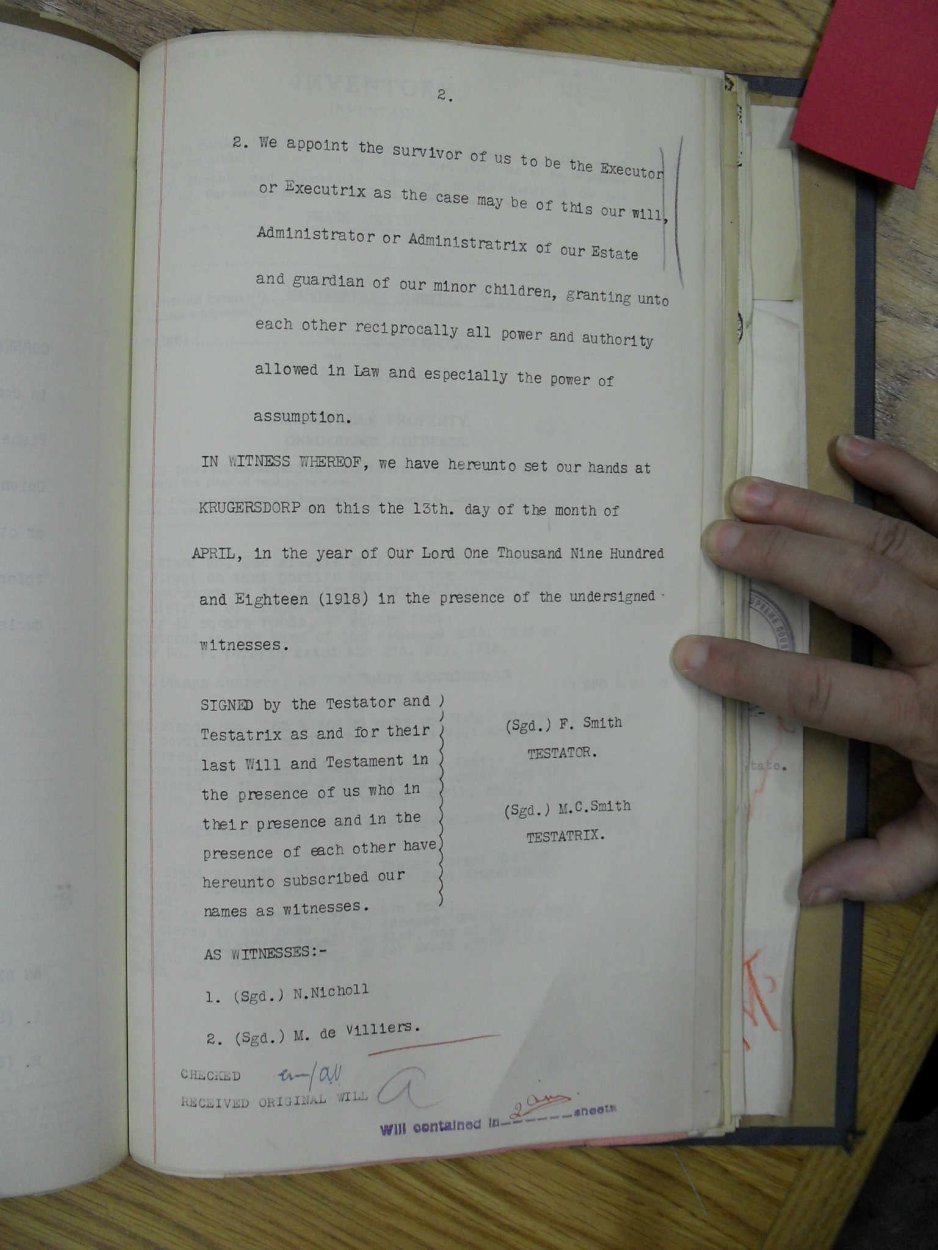 2.
2. We appoint the survivor of us to be the Executor
or Executrix as the case may be of this our will,
Administrator or Administratrix of our Estate
and guardian of our minor children, granting unto
each other reciprocally all power and authority
allowed in Law and especially the power of
assumption.
IN WITNESS WHEREOF, we have hereunto set our hands at
KRUGERSDORP on this the 13th. day of the month of
APRIL, in the year of Our Lord One Thousand Nine Hundred
and Eighteen (1918) in the presence of the undersigned
witnesses.
SIGNED by the Testator and )
Testatrix as and for their
last Will and Testament in
the presence of us who in
their presence and in the
presence of each other have
hereunto subscribed our
names as witnesses.
(Sgd.) F. Smith
TESTATOR.
(Sgd.) M.C.Smith
TESTATRIX.
AS WITNESSES:-
1. (Sgd.) N.Nicholl
2. (Sgd.) M. de Villiers.
CHECKED
RECEIVED ORIGINAL WILL
Will contained in 2 sheets